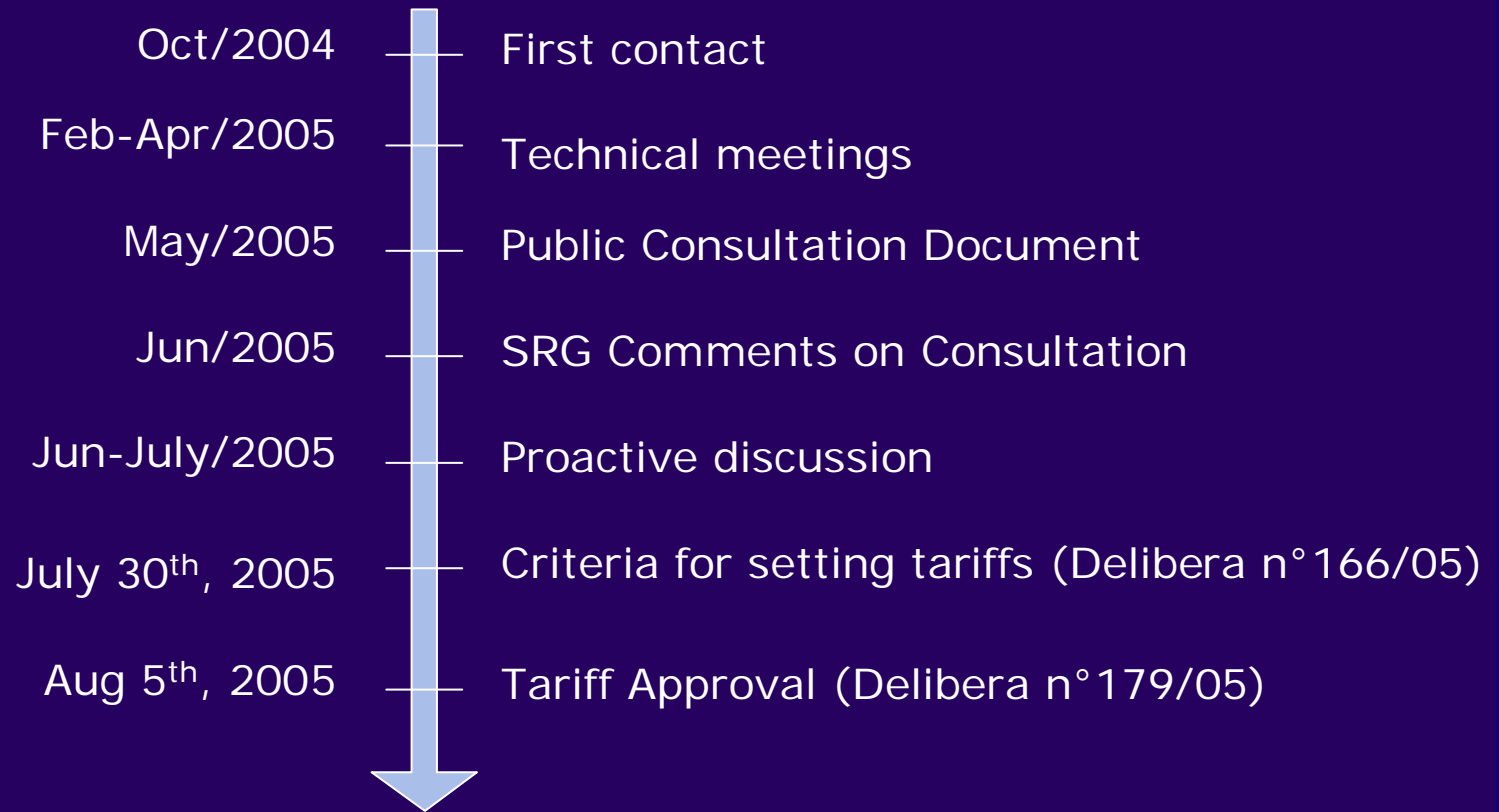 Oct/2004 First contact
Feb-Apr/2005 Technical meetings
May/2005 Public Consultation Document
Jun/2005 SRG Comments on Consultation
Jun-July/2005 Proactive discussion
July 30th, 2005 Criteria for setting tariffs (Delibera n°166/05)
Aug 5th, 2005 Tariff Approval (Delibera n°179/05)